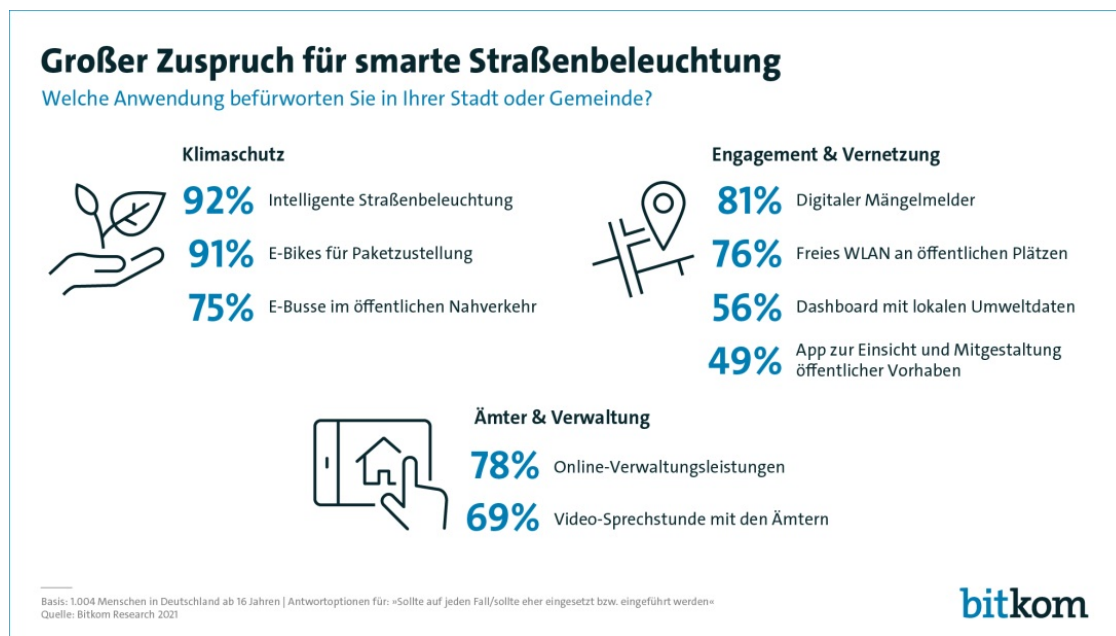 Großer Zuspruch für smarte Straßenbeleuchtung
Welche Anwendung befürworten Sie in Ihrer Stadt oder Gemeinde?
Klimaschutz
92% Intelligente Straßenbeleuchtung
91% E-Bikes für Paketzustellung
75% E-Busse im öffentlichen Nahverkehr
Engagement & Vernetzung
81% Digitaler Mängelmelder
76% Freies WLAN an öffentlichen Plätzen
56% Dashboard mit lokalen Umweltdaten
49% App zur Einsicht und Mitgestaltung
öffentlicher Vorhaben
Ämter & Verwaltung
78% Online-Verwaltungsleistungen
69% Video-Sprechstunde mit den Ämtern
Basis: 1.004 Menschen in Deutschland ab 16 Jahren | Antwortoptionen für: »Sollte auf jeden Fall/sollte eher eingesetzt bzw. eingeführt werden«
Quelle: Bitkom Research 2021
bitkom